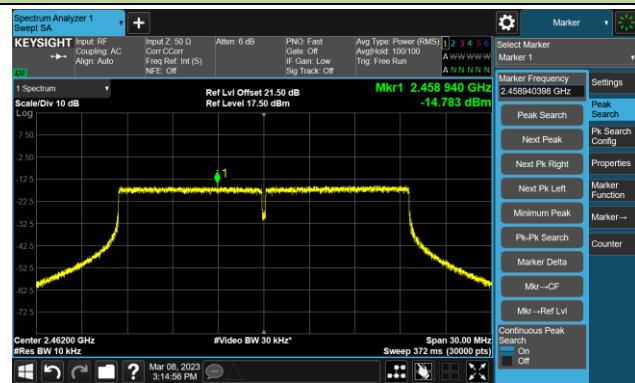 Spectrum Analyzer 1
Swept SA
+
Marker
KEYSIGHT
Input: RF
Coupling: AC
Align: Auto
Input Z: 50 Ω
Corr CCorr
Freq Ref: Int (S)
NFE: Off
Atten: 6 dB
PNO: Fast
Gate: Off
IF Gain: Low
Sig Track: Off
Avg Type: Power (RMS)
Avg|Hold: 100/100
Trig: Free Run
1 2 3 4 5 6
A W W W W W
A N N N N N
LV
Select Marker
Marker 1
1 Spectrum
Scale/Div 10 dB
Log
Ref Lvl Offset 21.50 dB
Ref Level 17.50 dBm
Mkr1 2.458 940 GHz
-14.783 dBm
7.50
-2.50
-12.5
-22.5
-32.5
-42.5
-52.5
-62.5
-72.5
1
Center 2.46200 GHz
#Res BW 10 kHz
#Video BW 30 kHz*
Span 30.00 MHz
Sweep 372 ms (30000 pts)
Marker Frequency
2.458940398 GHz
Peak Search
Next Peak
Next Pk Right
Next Pk Left
Minimum Peak
Pk-Pk Search
Marker Delta
Mkr→CF
Mkr→Ref Lvl
Continuous Peak
Search
On
Off
Settings
Peak
Search
Pk Search
Config
Properties
Marker
Function
Marker→
Counter
?
Mar 08, 2023
3:14:56 PM